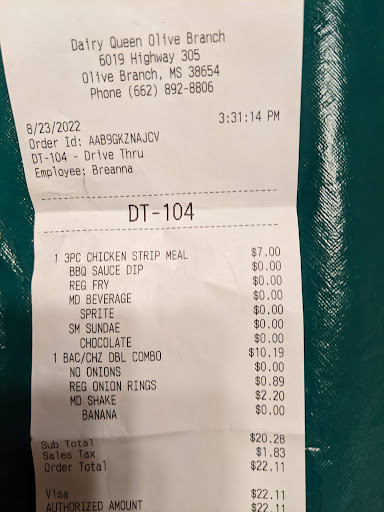 Dairy Queen Olive Branch
6019 Highway 305
Olive Branch, MS 38654
Phone (662) 892-8806
8/23/2022 3:31:14 PM
Order Id: AAB9GKZNAJCV
DT-104 - Drive Thru
Employee: Breanna
DT-104
1 3PC CHICKEN STRIP MEAL $7.00
BBQ SAUCE DIP $0.00
REG FRY $0.00
MD BEVERAGE $0.00
SPRITE $0.00
SM SUNDAE $0.00
CHOCOLATE $0.00
1 BAC/CHZ DBL COMBO $10.19
NO ONIONS $0.00
REG ONION RINGS $0.89
MD SHAKE $2.20
BANANA $0.00
Sub Total $20.28
Sales Tax $1.83
Order Total $22.11
Visa $22.11
AUTHORIZED AMOUNT $22.11